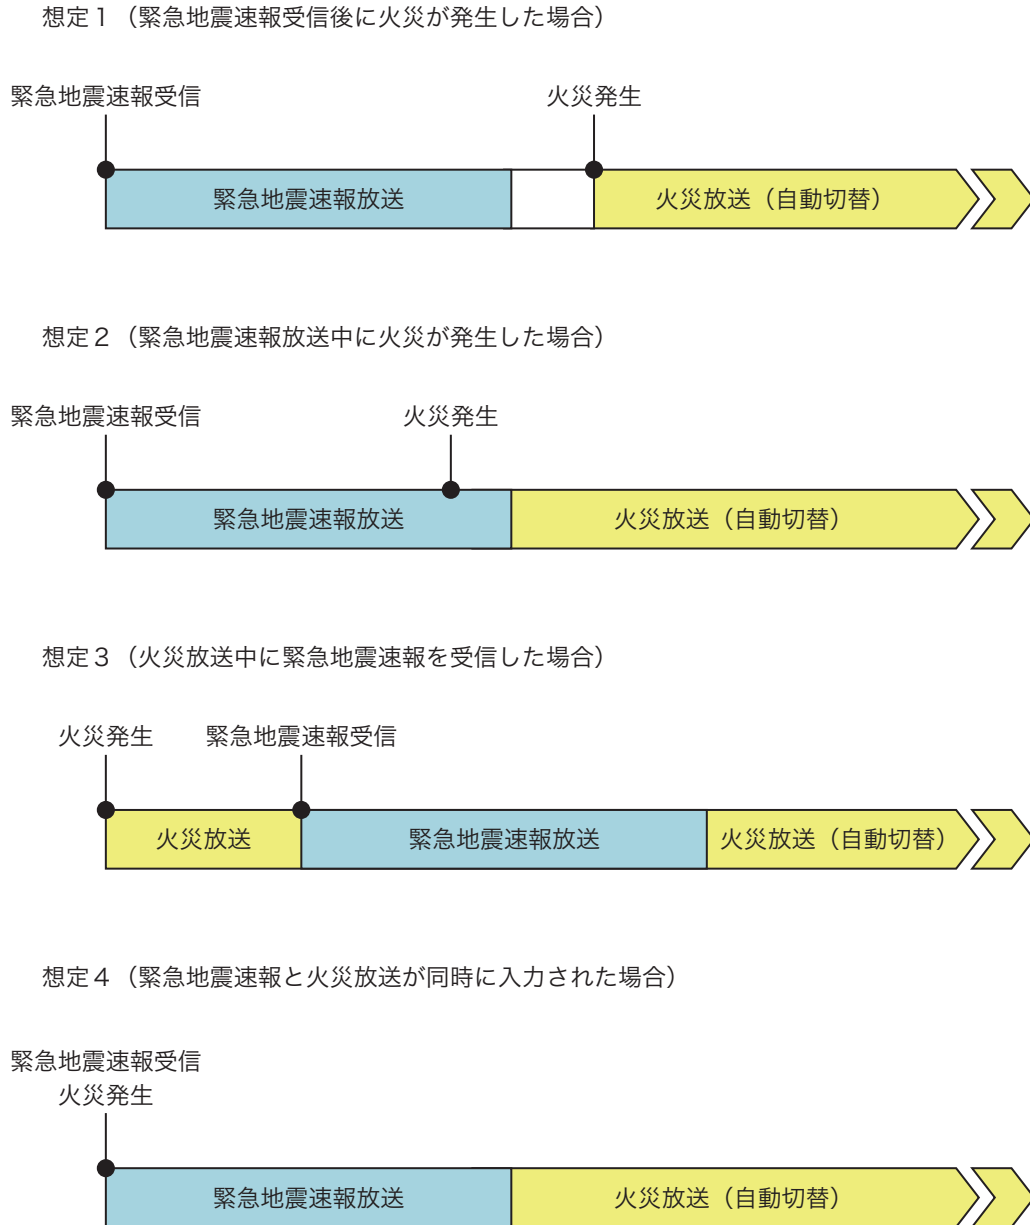 想定１（緊急地震速報受信後に火災が発生した場合）
緊急地震速報受信
火災発生
緊急地震速報放送
火災放送（自動切替）
想定２（緊急地震速報放送中に火災が発生した場合）
緊急地震速報受信
火災発生
緊急地震速報放送
火災放送（自動切替）
想定３（火災放送中に緊急地震速報を受信した場合）
火災発生
緊急地震速報受信
火災放送
緊急地震速報放送
火災放送（自動切替）
想定４（緊急地震速報と火災放送が同時に入力された場合）
緊急地震速報受信
火災発生
緊急地震速報放送
火災放送（自動切替）